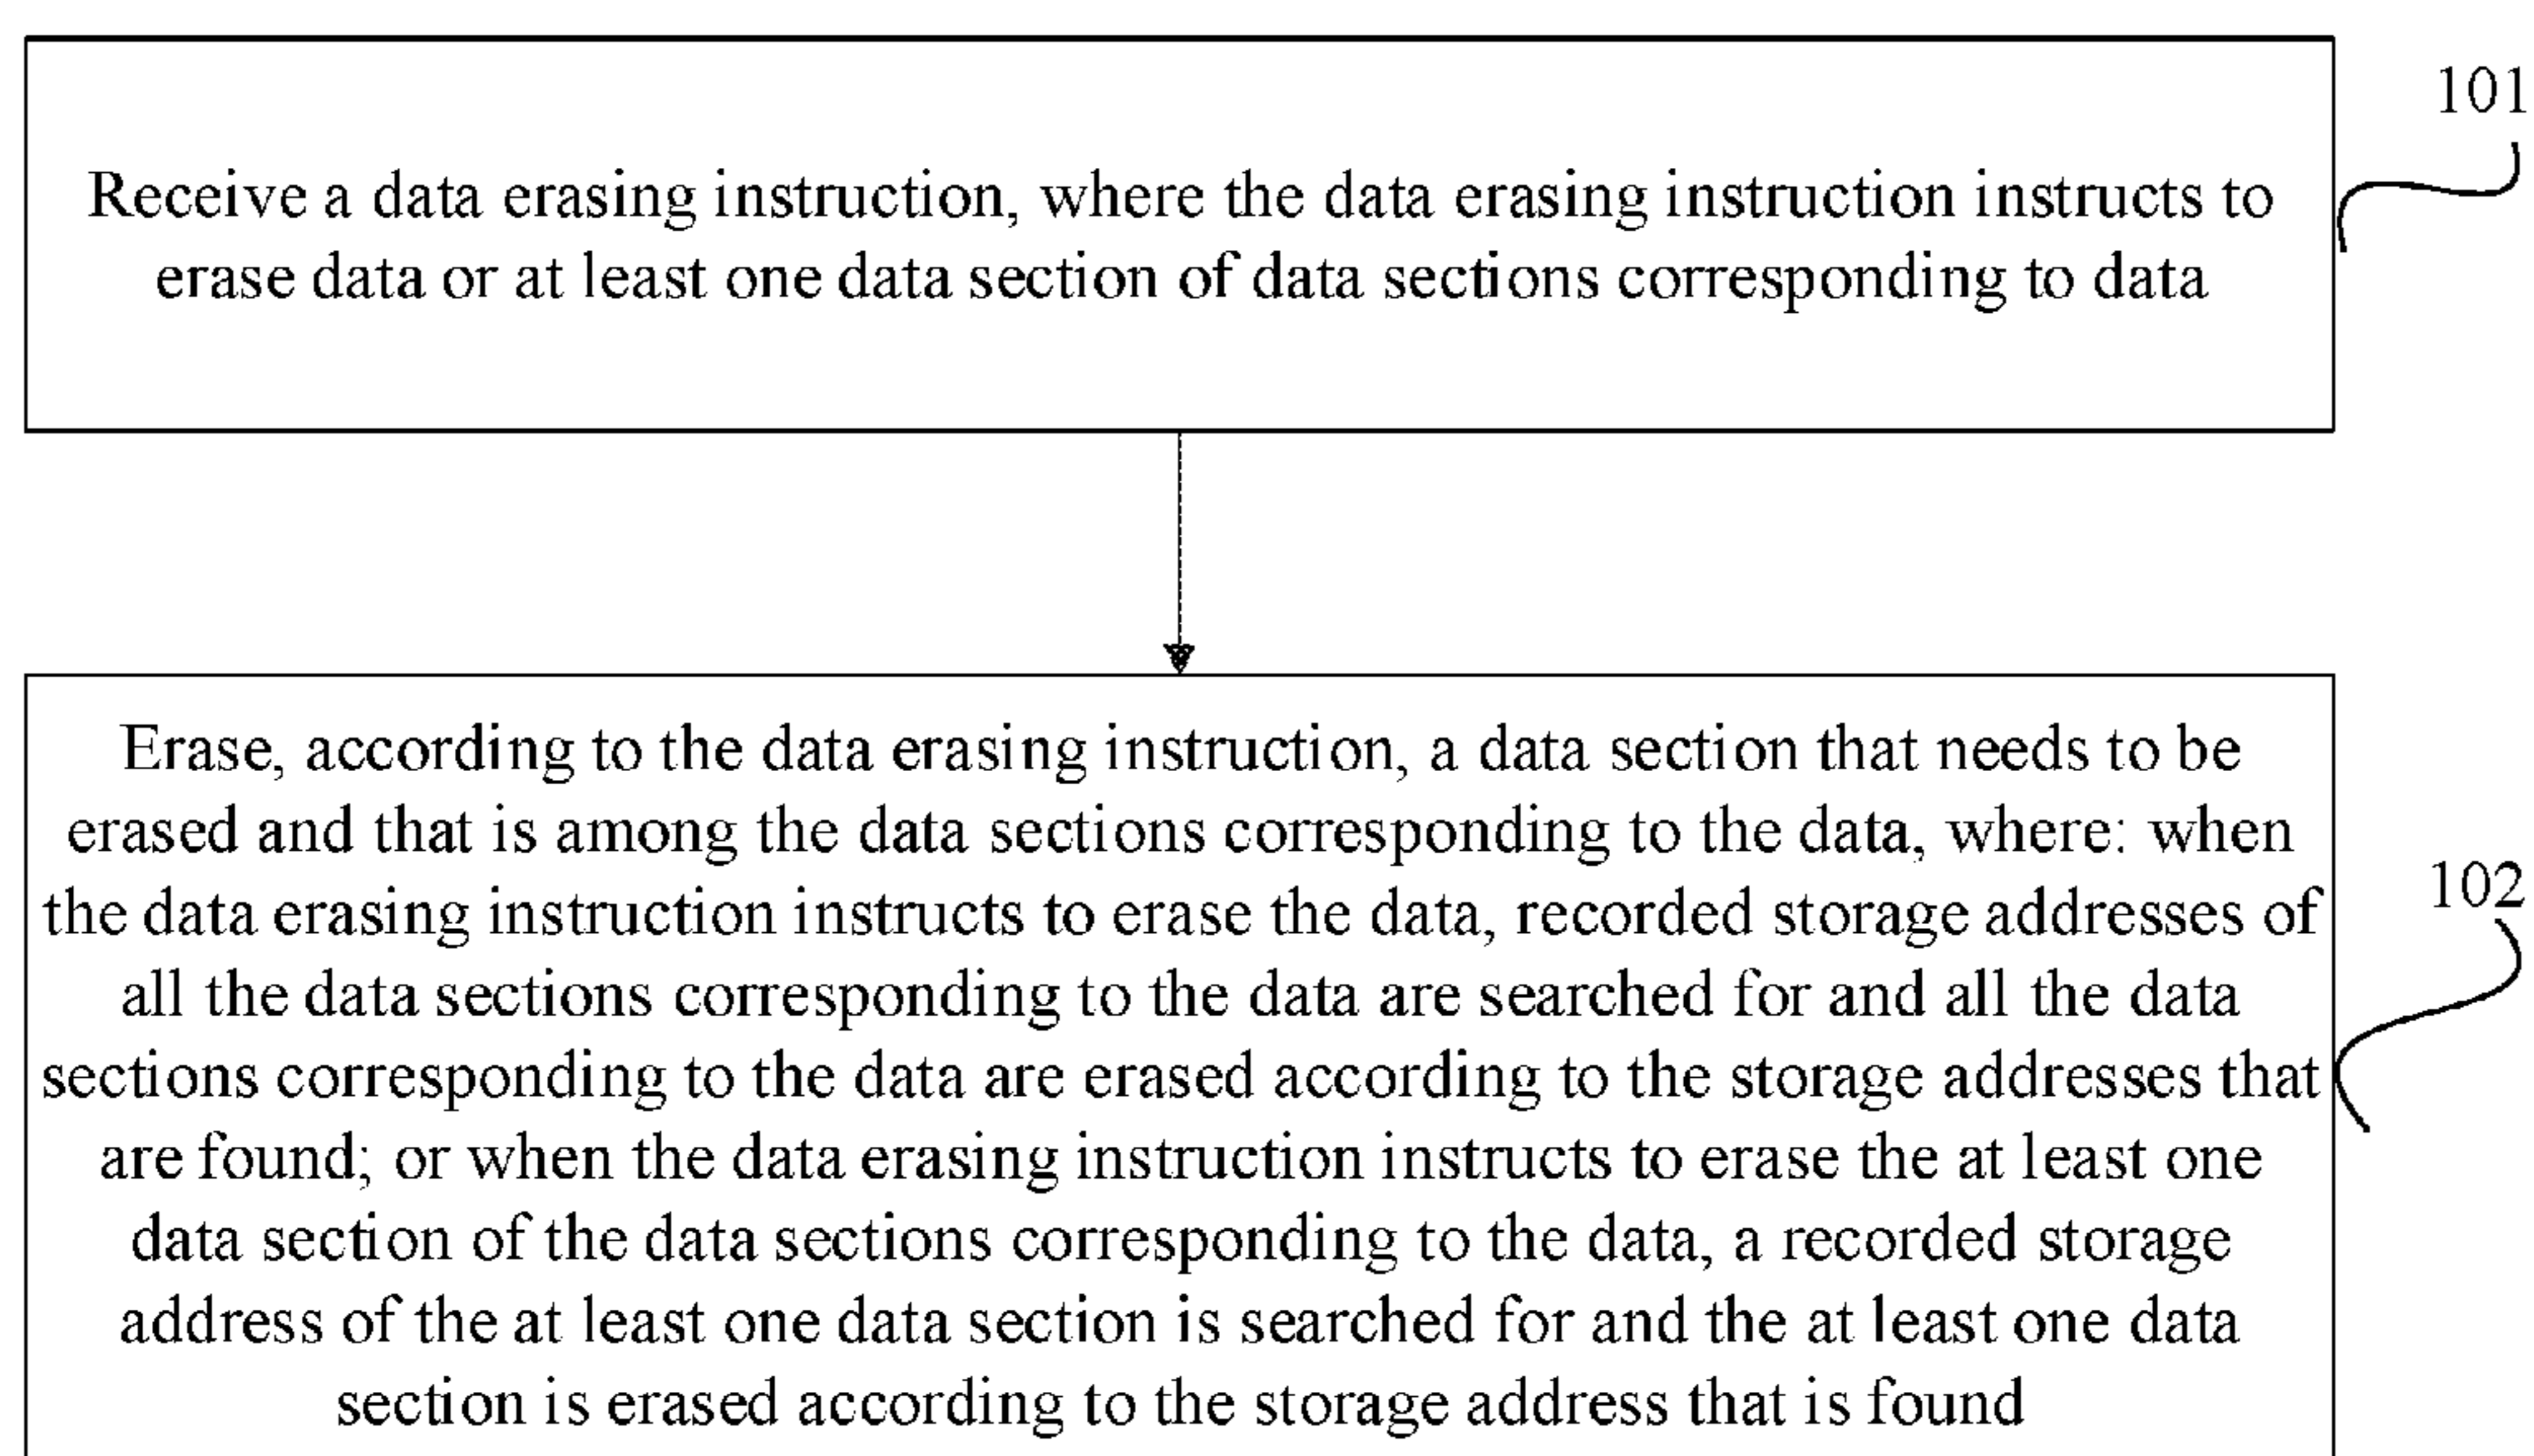 101
Receive a data erasing instruction, where the data erasing instruction instructs to
erase data or at least one data section of data sections corresponding to data
Erase, according to the data erasing instruction, a data section that needs to be
erased and that is among the data sections corresponding to the data, where: when
the data erasing instruction instructs to erase the data, recorded storage addresses of
102
all the data sections corresponding to the data are searched for and all the data
sections corresponding to the data are erased according to the storage addresses that
are found; or when the data erasing instruction instructs to erase the at least one
data section of the data sections corresponding to the data, a recorded storage
address of the at least one data section is searched for and the at least one data
section is erased according to the storage address that is found